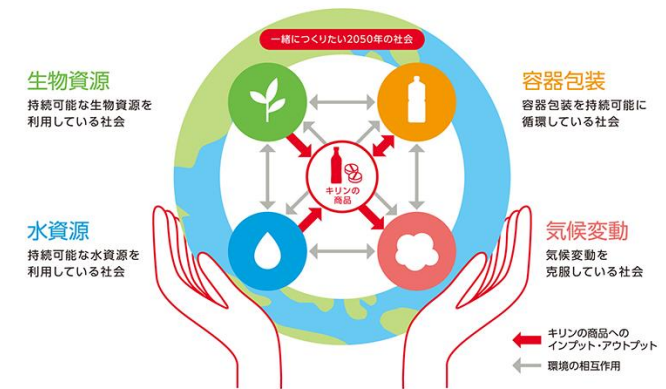 一緒につくりたい2050年の社会
生物資源
持続可能な生物資源を
利用している社会
容器包装
容器包装を持続可能に
循環している社会
キリンの
商品
水資源
持続可能な水資源を
利用している社会
気候変動
気候変動を
克服している社会
キリンの商品への
インプット・アウトプット
環境の相互作用